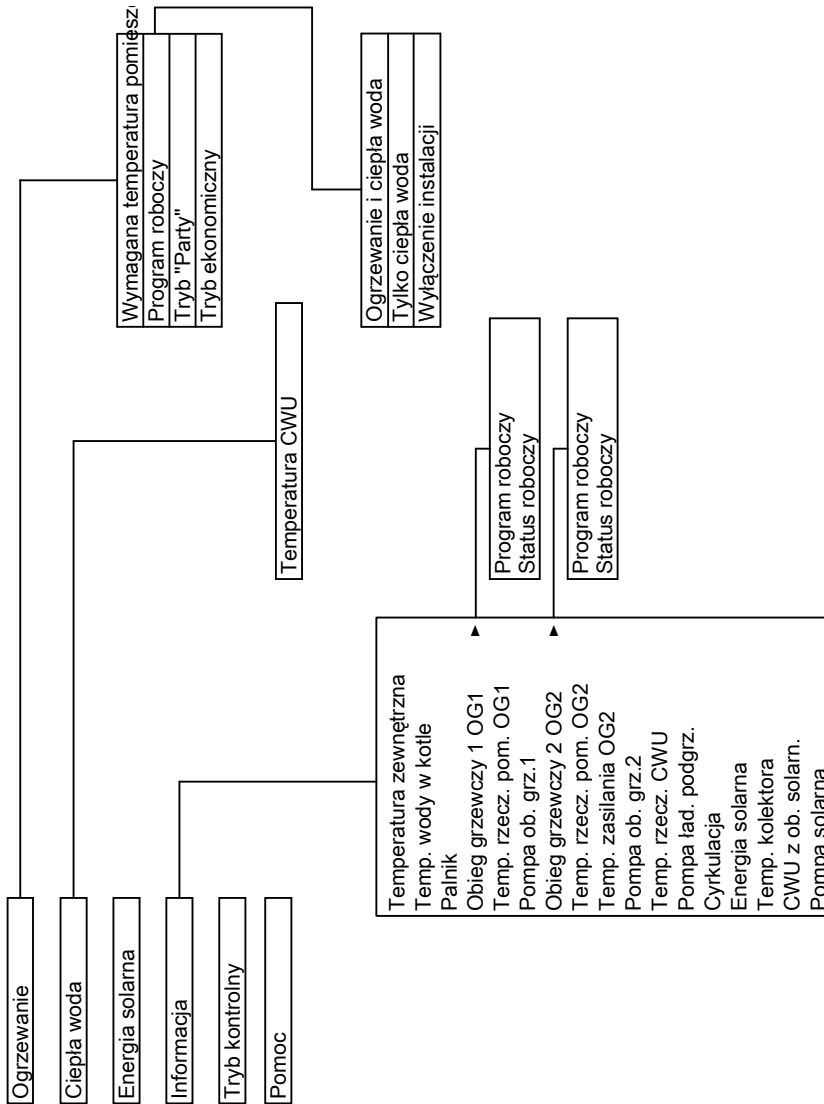 Ogrzewanie
Ciepła woda
Energia solarna
Informacja
Tryb kontrolny
Pomoc
Wymagana temperatura
Program roboczy
Tryb "Party"
Tryb ekonomiczny
Ogrzewanie i ciepła woda
Tylko ciepła woda
Wyłączenie instalacji
Temperatura CWU
Temperatura zewnętrzna
Temp. wody w kotle
Palnik
Obieg grzewczy 1 OG1
Temp. rzecz. pom. OG1
Pompa ob. grz.1
Obieg grzewczy 2 OG2
Temp. rzecz. pom. OG2
Temp. zasilania OG2
Pompa ob. grz.2
Temp. rzecz. CWU
Pompa ład. podgrz.
Cyrkulacja
Energia solarna
Temp. kolektora
CWU z ob. solarn.
Pompa solarna
Program roboczy
Status roboczy
Program roboczy
Status roboczy